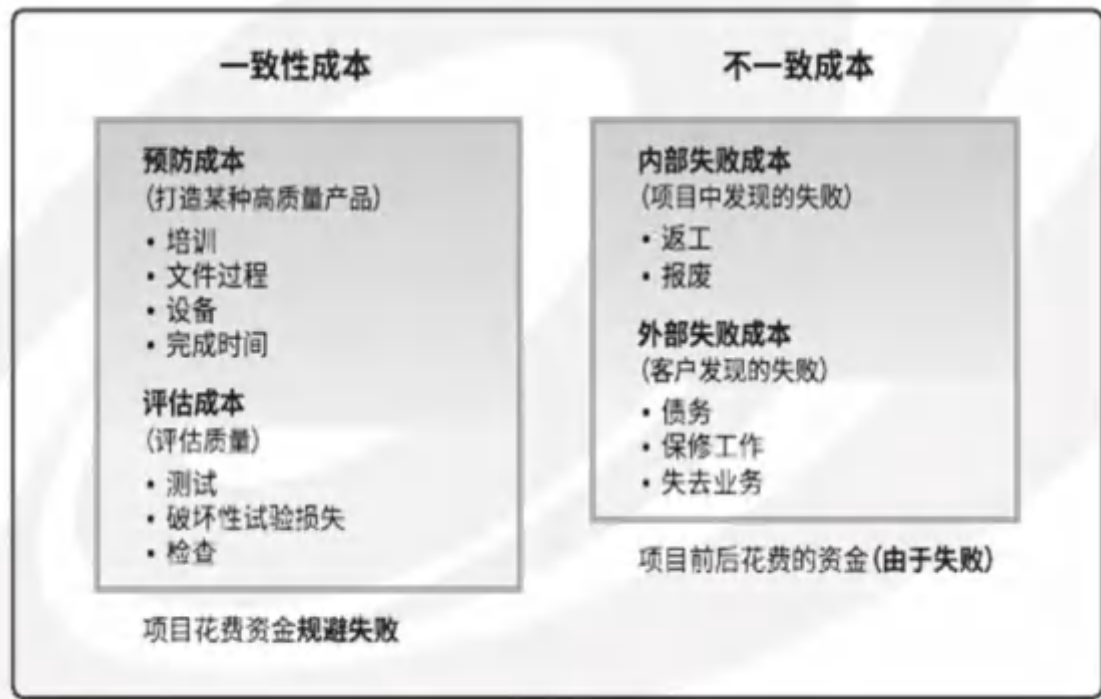 一致性成本
预防成本
(打造某种高质量产品)
• 培训
• 文件过程
• 设备
• 完成时间
评估成本
(评估质量)
• 测试
• 破坏性试验损失
• 检查
项目花费资金规避失败
不一致成本
内部失败成本
(项目中发现的失败)
• 返工
• 报废
外部失败成本
(客户发现的失败)
• 债务
• 保修工作
• 失去业务
项目前后花费的资金(由于失败)